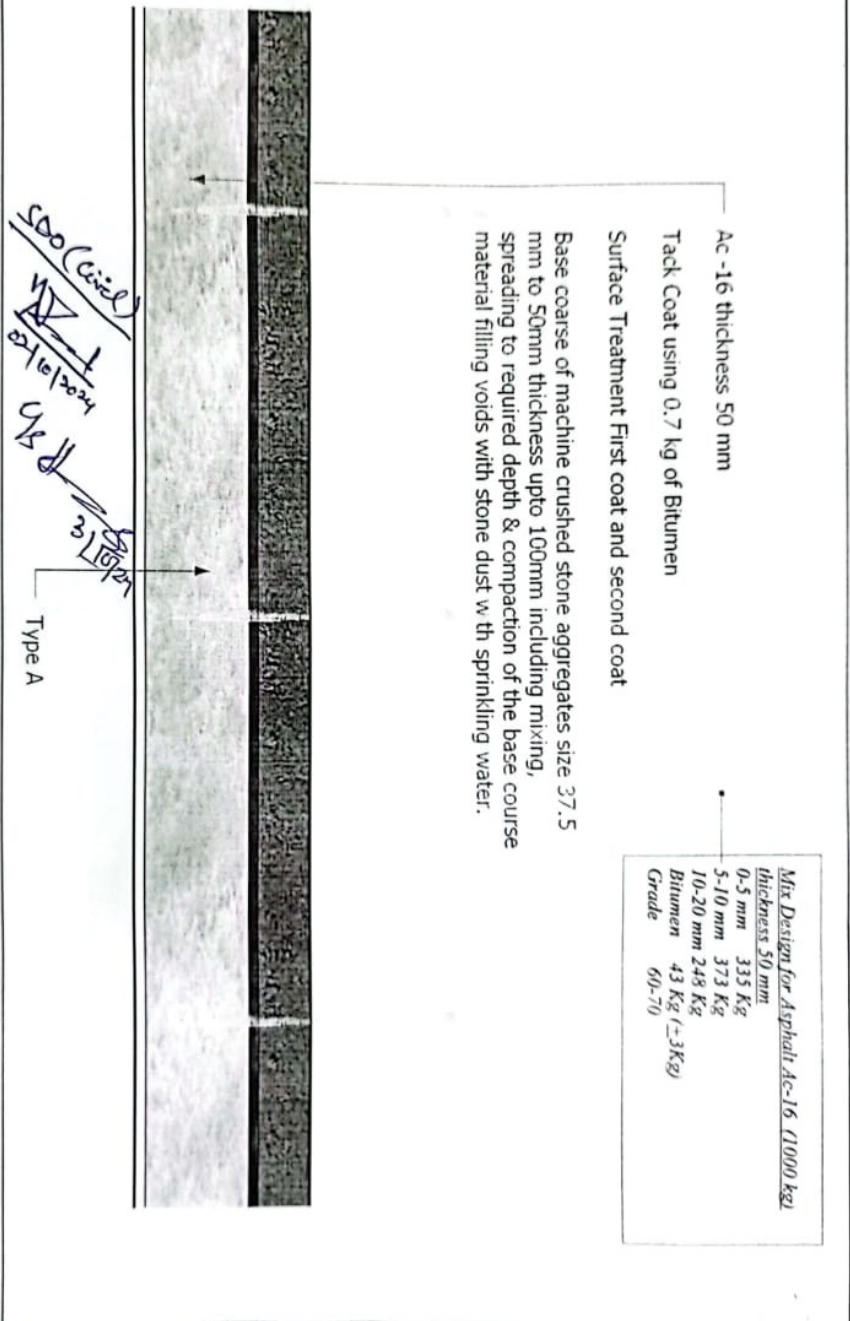 Ac -16 thickness 50 mm
Tack Coat using 0.7 kg of Bitumen
Surface Treatment First coat and second coat
Base coarse of machine crushed stone aggregates size 37.5
mm to 50mm thickness upto 100mm including mixing,
spreading to required depth & compaction of the base course
material filling voids with stone dust w th sprinkling water.
Mix Design for Asphalt Ac-16 (1000 kg)
thickness 50 mm
0-5 mm 335 Kg
5-10 mm 373 Kg
10-20 mm 248 Kg
Bitumen 43 Kg (±3Kg)
Grade 60-70
SDO (Civil)
02/10/2024
Type A